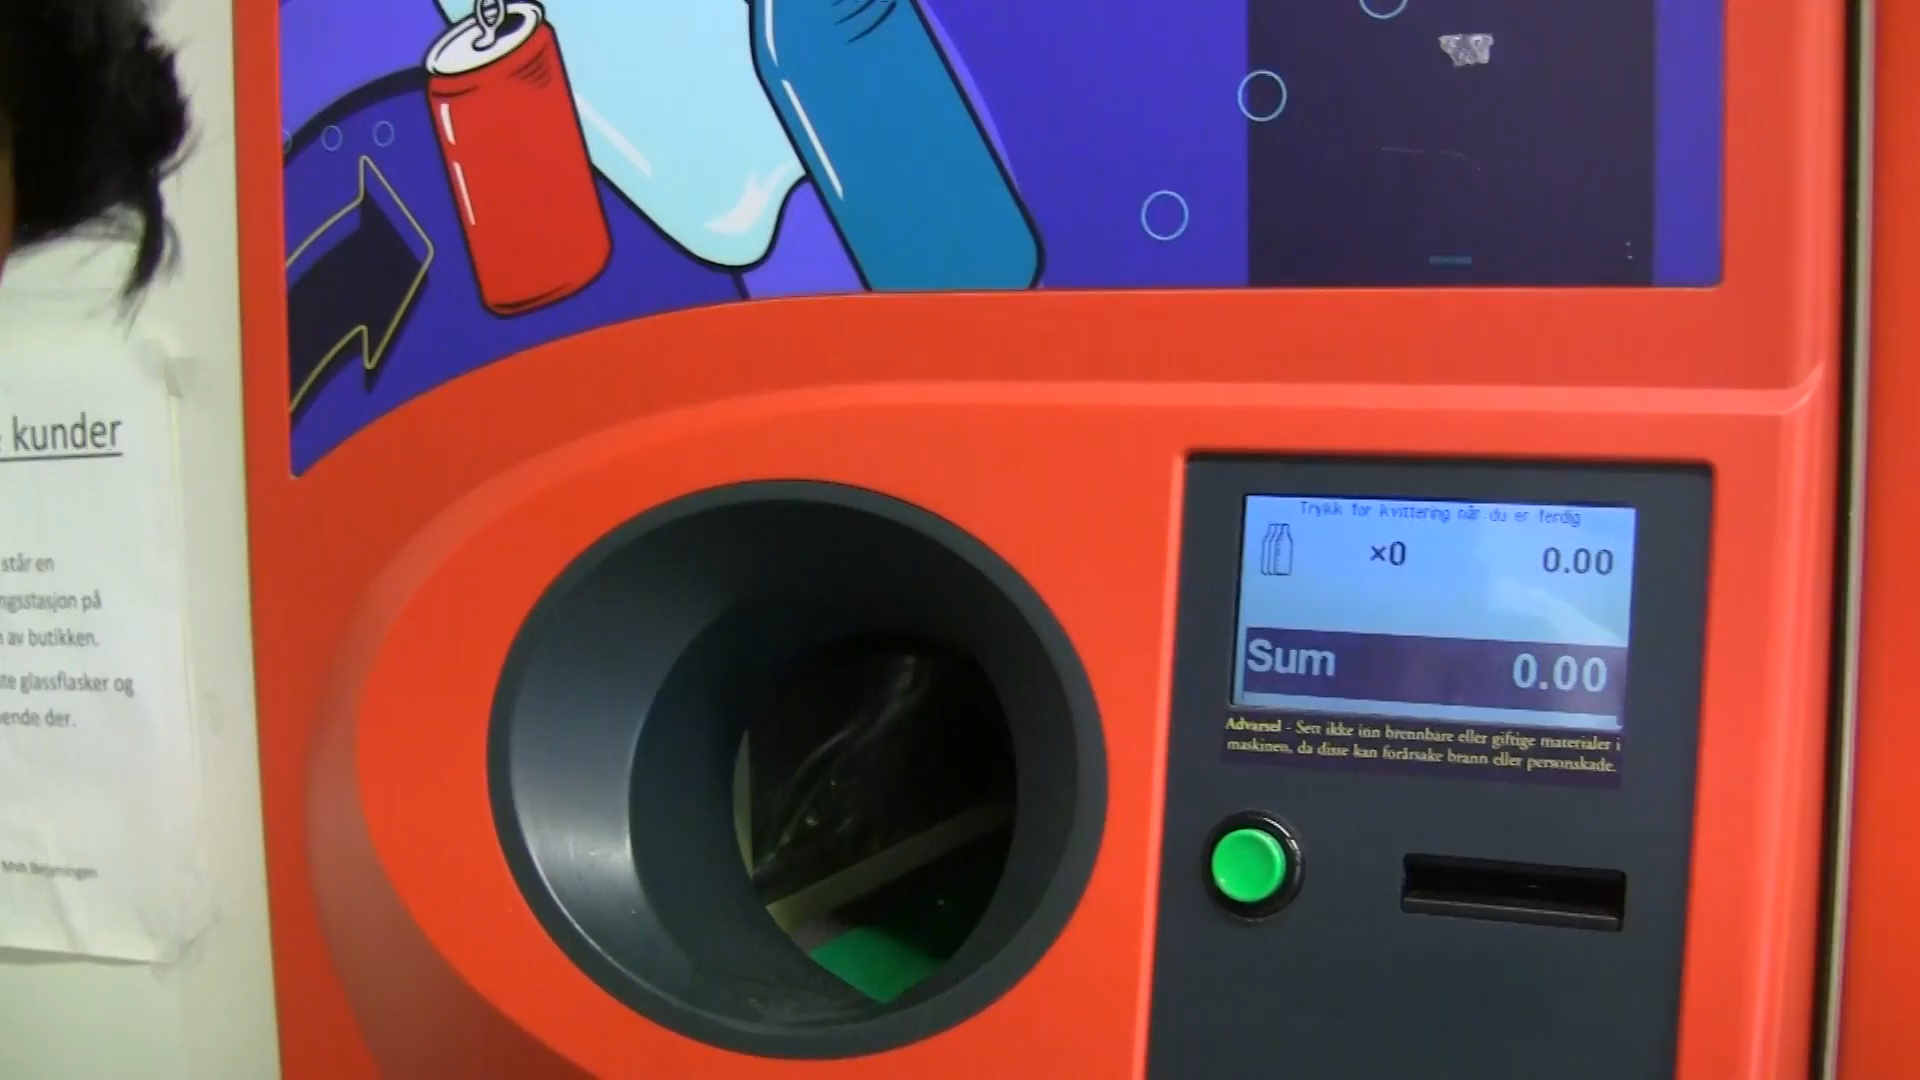 kunder
står en
ngsstasjon på
av butikken.
glassflasker og
ende der.
Mvh Betjeningen
Trykk for kvittering når du er ferdig
×0 0.00
Sum 0.00
Advarsel - Sett ikke inn brennbare eller giftige materialer i
maskinen, da disse kan forårsake brann eller personskade.